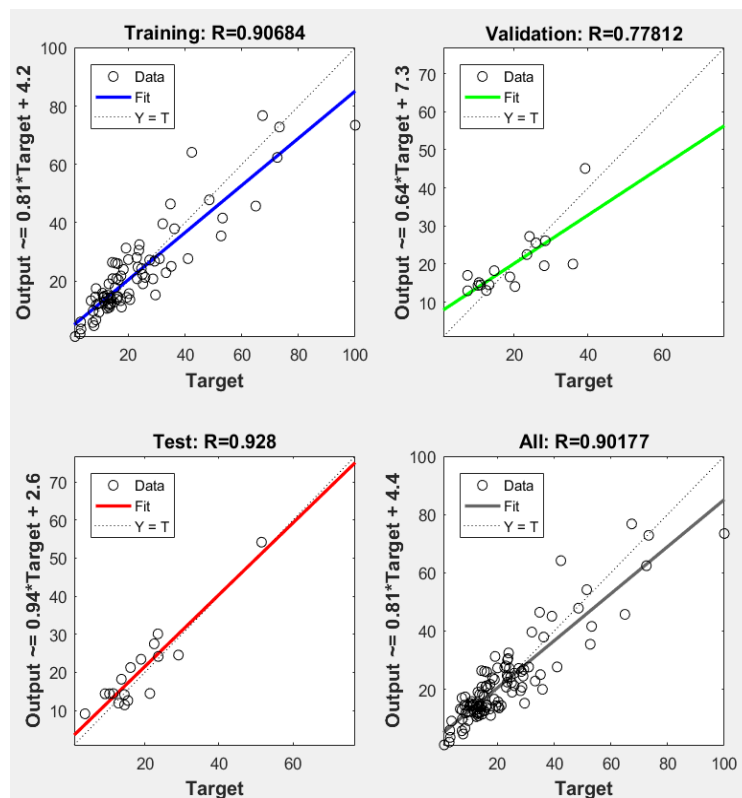 Training: R=0.90684
Output ~= 0.81*Target + 4.2
100
80
60
40
20
Data
Fit
Y = T
20
40
60
80
100
Target
Validation: R=0.77812
Output ~= 0.64*Target + 7.3
70
60
50
40
30
20
10
Data
Fit
Y = T
20
40
60
Target
Test: R=0.928
Output ~= 0.94*Target + 2.6
70
60
50
40
30
20
10
Data
Fit
Y = T
20
40
60
Target
All: R=0.90177
Output ~= 0.81*Target + 4.4
100
80
60
40
20
Data
Fit
Y = T
20
40
60
80
100
Target